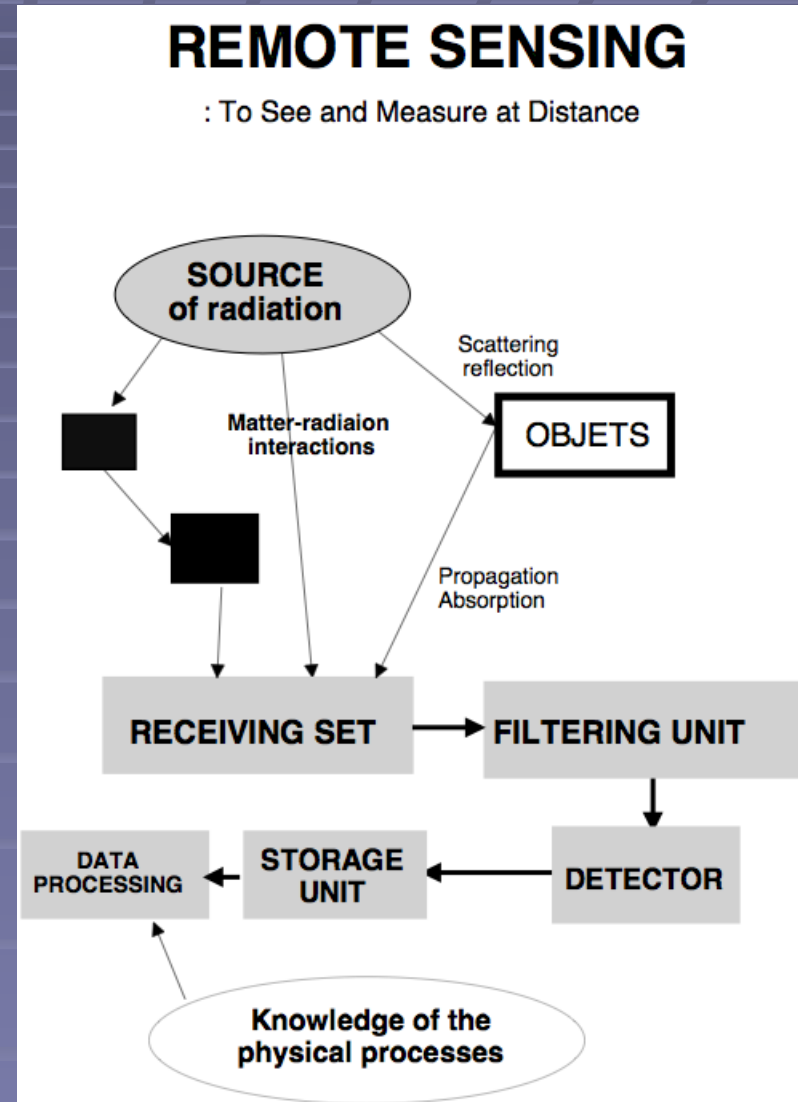 REMOTE SENSING
: To See and Measure at Distance
SOURCE
of radiation
Scattering
reflection
Matter-radiaion
interactions
OBJETS
Propagation
Absorption
RECEIVING SET
FILTERING UNIT
DATA
PROCESSING
STORAGE
UNIT
DETECTOR
Knowledge of the
physical processes